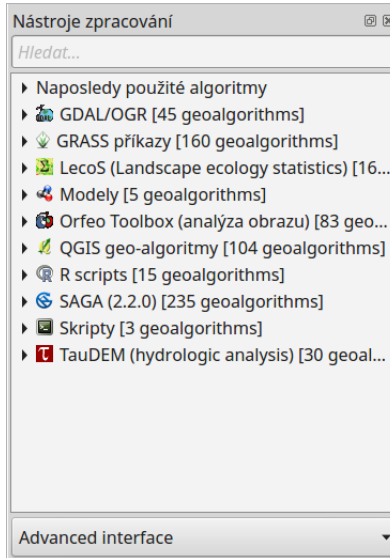 Nástroje zpracování
Hledat...
Naposledy použité algoritmy
GDAL/OGR [45 geoalgorithms]
GRASS příkazy [160 geoalgorithms]
LecoS (Landscape ecology statistics) [16...
Modely [5 geoalgorithms]
Orfeo Toolbox (analýza obrazu) [83 geo...
QGIS geo-algoritmy [104 geoalgorithms]
R scripts [15 geoalgorithms]
SAGA (2.2.0) [235 geoalgorithms]
Skripty [3 geoalgorithms]
TauDEM (hydrologic analysis) [30 geoal...
Advanced interface